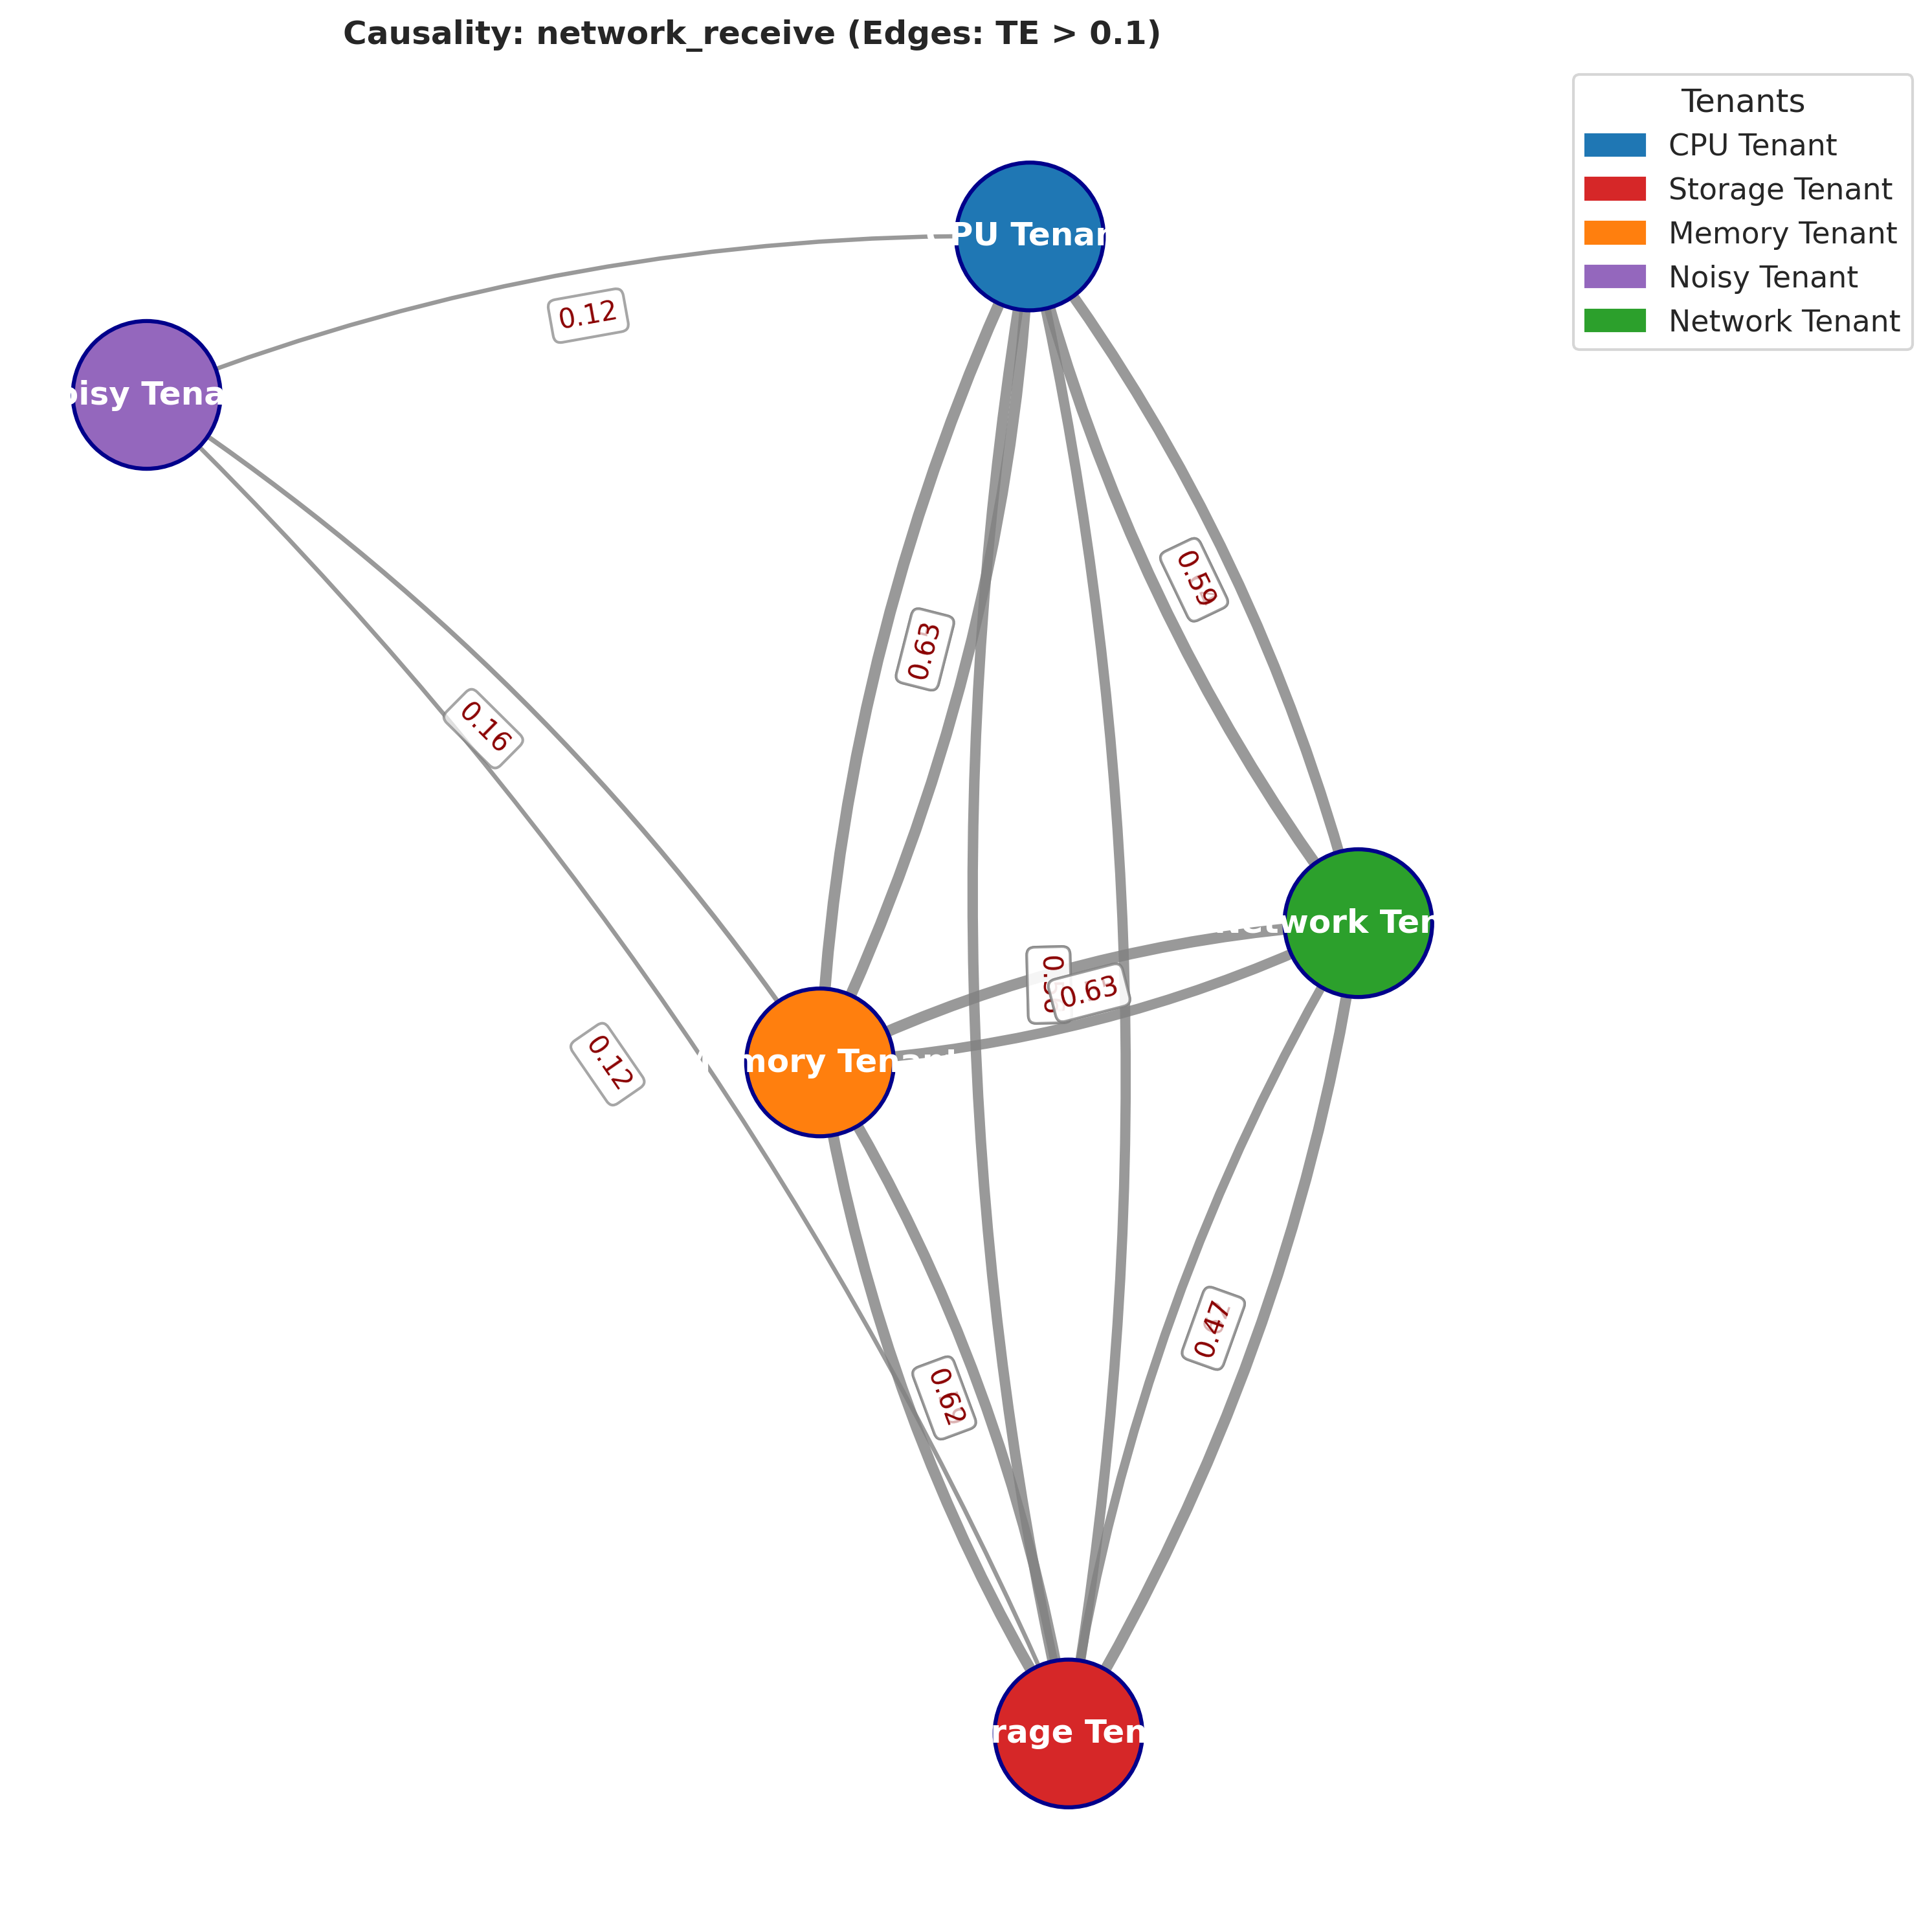 Causality: network_receive (Edges: TE > 0.1)
Tenants
CPU Tenant
Storage Tenant
Memory Tenant
Noisy Tenant
Network Tenant
PU Tenan
0.12
oisy Tena
0.59
0.63
0.16
etwork Ten
0.63
mory Tenant
0.12
0.47
0.62
rage Ten